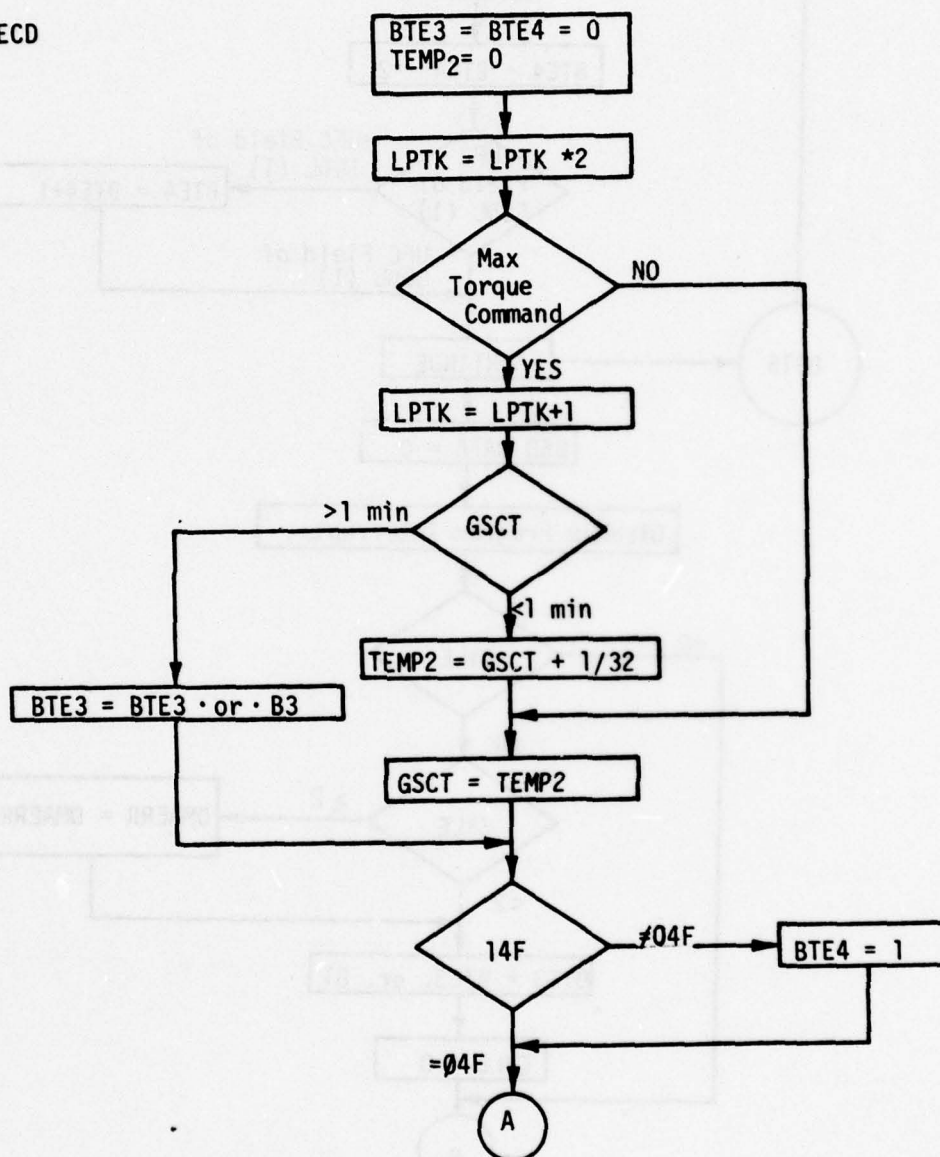 ECD
BTE3 = BTE4 = 0
TEMP2= 0
LPTK = LPTK *2
Max
Torque
Command
NO
YES
LPTK = LPTK+1
>1 min
GSCT
<1 min
TEMP2 = GSCT + 1/32
BTE3 = BTE3 · or · B3
GSCT = TEMP2
14F
≠04F
BTE4 = 1
=Ø4F
A